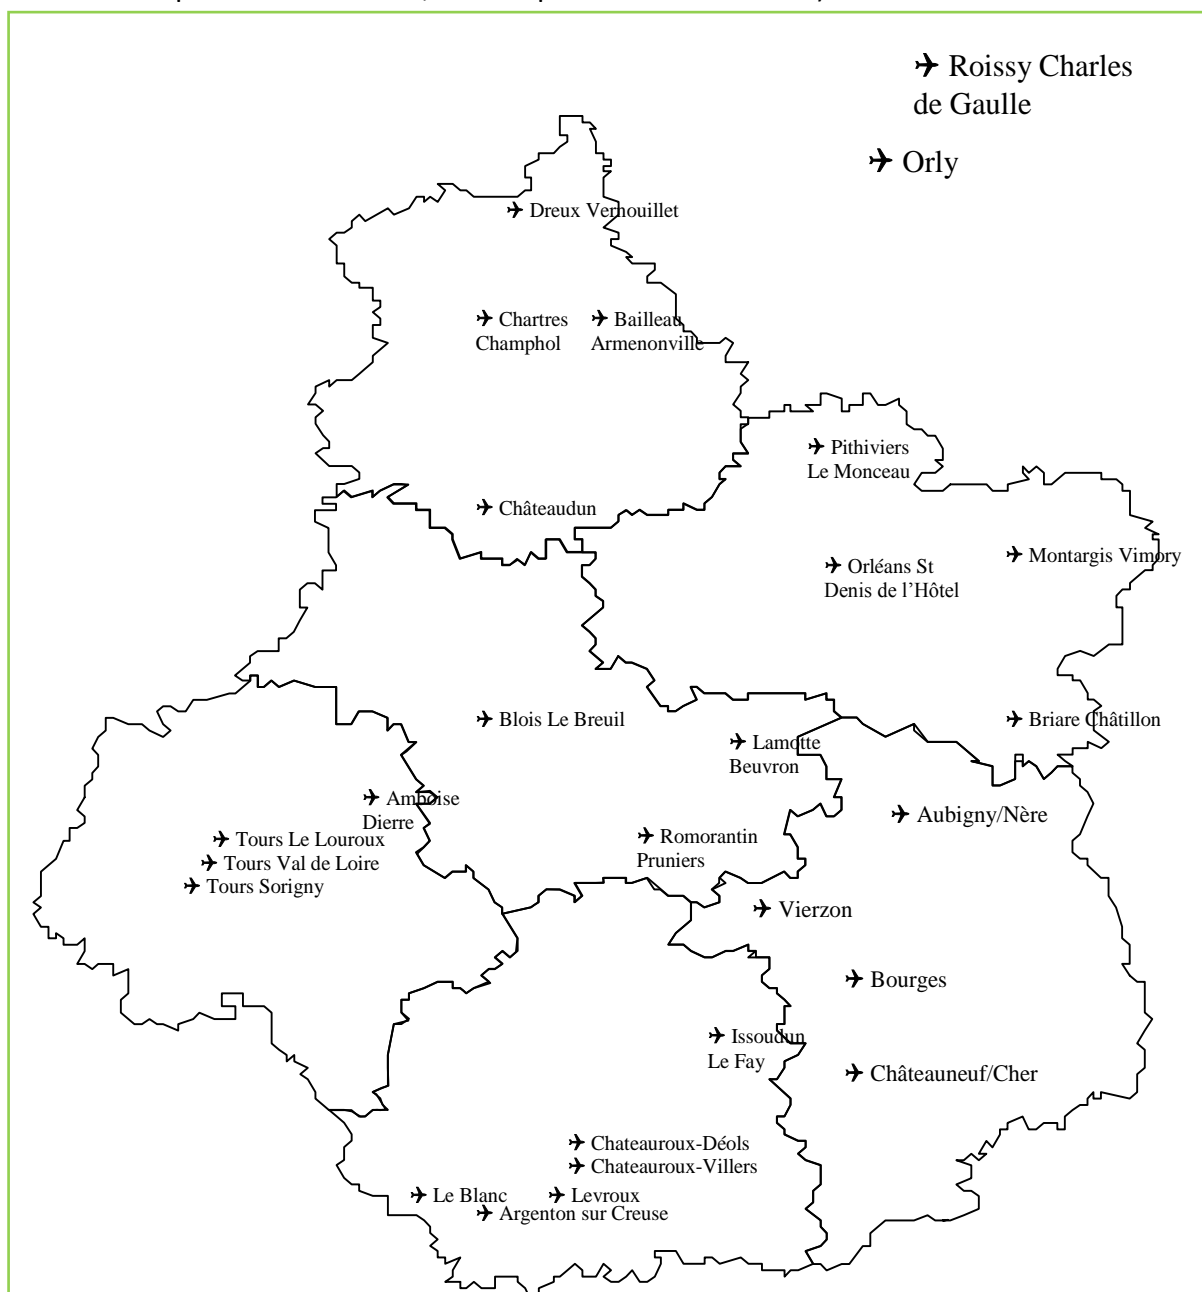 Roissy Charles
de Gaulle
Orly
Dreux Vernouillet
Chartres
Champhol
Bailleau
Armenonville
Pithiviers
Le Monceau
Châteaudun
Orléans St
Denis de l'Hôtel
Montargis Vimory
Blois Le Breuil
Lamotte
Beuvron
Briare Châtillon
Amboise
Dierre
Aubigny/Nère
Tours Le Louroux
Tours Val de Loire
Tours Sorigny
Romorantin
Pruniers
Vierzon
Bourges
Issoudun
Le Fay
Châteauneuf/Cher
Chateauroux-Déols
Chateauroux-Villers
Le Blanc
Levroux
Argenton sur Creuse